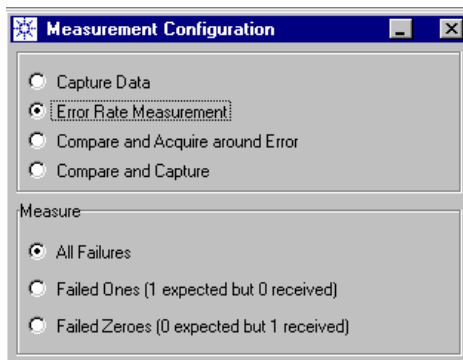 Measurement Configuration
Capture Data
Error Rate Measurement
Compare and Acquire around Error
Compare and Capture
Measure
All Failures
Failed Ones (1 expected but 0 received)
Failed Zeroes (0 expected but 1 received)